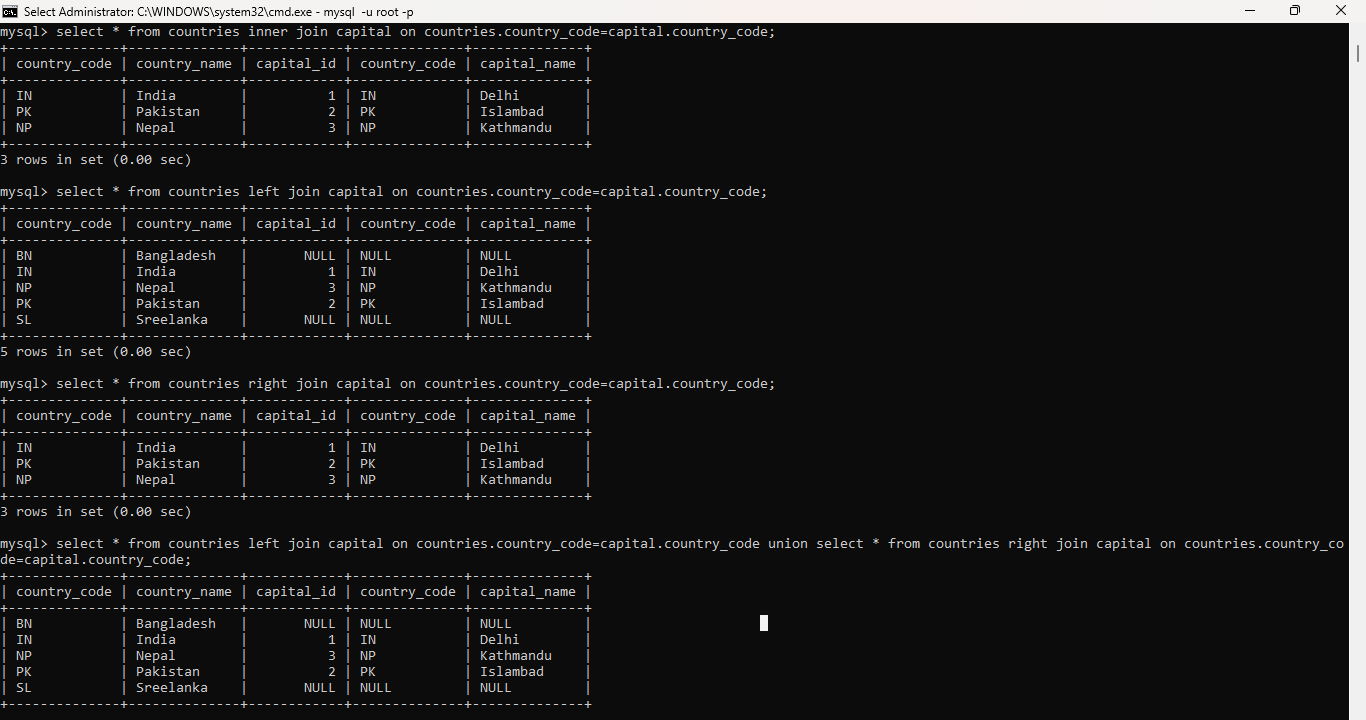 Select Administrator: C:\WINDOWS\system32\cmd.exe - mysql -u root -p
mysql> select * from countries inner join capital on countries.country_code=capital.country_code;
+--------------+--------------+------------+--------------+--------------+
| country_code | country_name | capital_id | country_code | capital_name |
+--------------+--------------+------------+--------------+--------------+
| IN           | India        |          1 | IN           | Delhi        |
| PK           | Pakistan     |          2 | PK           | Islambad     |
| NP           | Nepal        |          3 | NP           | Kathmandu    |
+--------------+--------------+------------+--------------+--------------+
3 rows in set (0.00 sec)
mysql> select * from countries left join capital on countries.country_code=capital.country_code;
+--------------+--------------+------------+--------------+--------------+
| country_code | country_name | capital_id | country_code | capital_name |
+--------------+--------------+------------+--------------+--------------+
| BN           | Bangladesh   |       NULL | NULL         | NULL         |
| IN           | India        |          1 | IN           | Delhi        |
| NP           | Nepal        |          3 | NP           | Kathmandu    |
| PK           | Pakistan     |          2 | PK           | Islambad     |
| SL           | Sreelanka    |       NULL | NULL         | NULL         |
+--------------+--------------+------------+--------------+--------------+
5 rows in set (0.00 sec)
mysql> select * from countries right join capital on countries.country_code=capital.country_code;
+--------------+--------------+------------+--------------+--------------+
| country_code | country_name | capital_id | country_code | capital_name |
+--------------+--------------+------------+--------------+--------------+
| IN           | India        |          1 | IN           | Delhi        |
| PK           | Pakistan     |          2 | PK           | Islambad     |
| NP           | Nepal        |          3 | NP           | Kathmandu    |
+--------------+--------------+------------+--------------+--------------+
3 rows in set (0.00 sec)
mysql> select * from countries left join capital on countries.country_code=capital.country_code union select * from countries right join capital on countries.country_co
de=capital.country_code;
+--------------+--------------+------------+--------------+--------------+
| country_code | country_name | capital_id | country_code | capital_name |
+--------------+--------------+------------+--------------+--------------+
| BN           | Bangladesh   |       NULL | NULL         | NULL         |
| IN           | India        |          1 | IN           | Delhi        |
| NP           | Nepal        |          3 | NP           | Kathmandu    |
| PK           | Pakistan     |          2 | PK           | Islambad     |
| SL           | Sreelanka    |       NULL | NULL         | NULL         |
+--------------+--------------+------------+--------------+--------------+